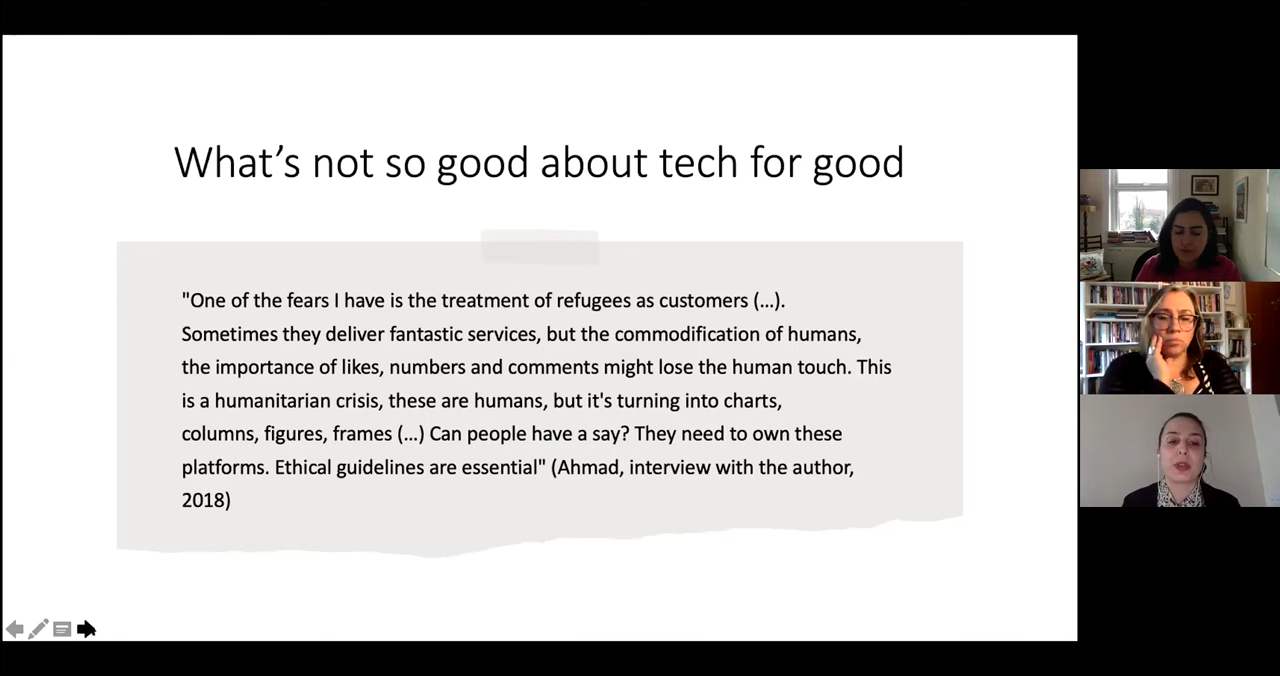 What's not so good about tech for good
"One of the fears I have is the treatment of refugees as customers (...).
Sometimes they deliver fantastic services, but the commodification of humans,
the importance of likes, numbers and comments might lose the human touch. This
is a humanitarian crisis, these are humans, but it's turning into charts,
columns, figures, frames (...) Can people have a say? They need to own these
platforms. Ethical guidelines are essential" (Ahmad, interview with the author,
2018)